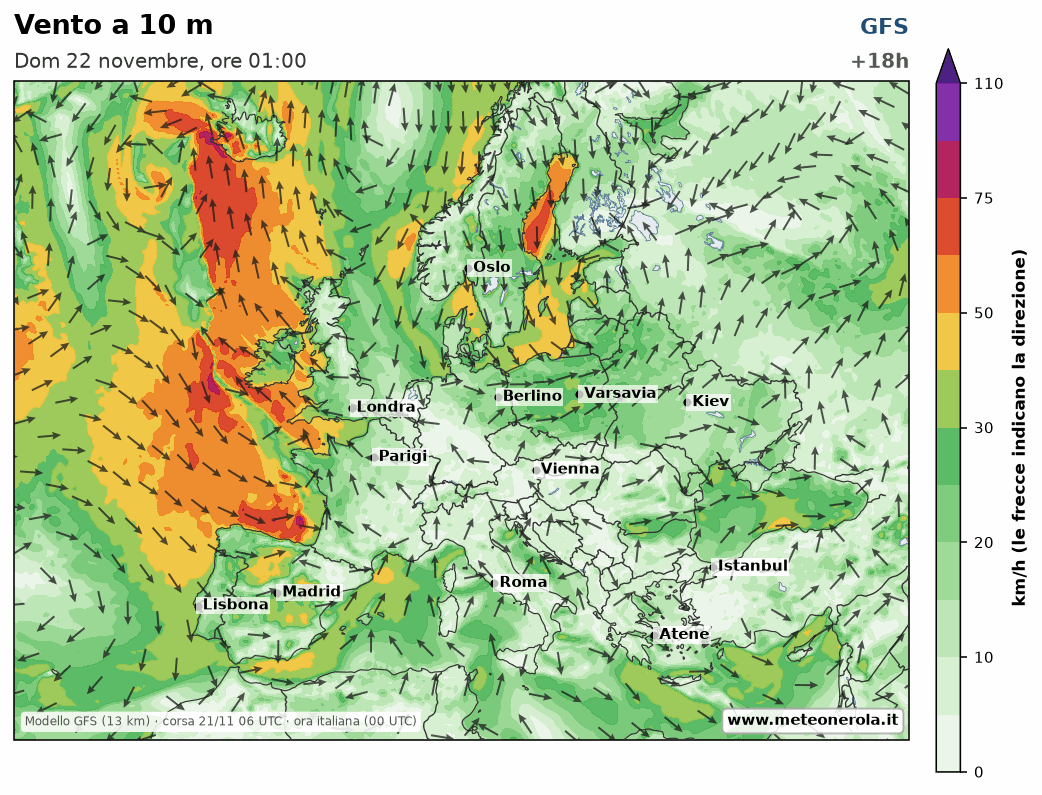 Vento a 10 m
GFS
Dom 22 novembre, ore 01:00
+18h
110
75
50
30
20
10
0
km/h (le frecce indicano la direzione)
Oslo
Berlino
Varsavia
Kiev
Londra
Parigi
Vienna
Istanbul
Roma
Madrid
Lisbona
Atene
Modello GFS (13 km) · corsa 21/11 06 UTC · ora italiana (00 UTC)
www.meteonerola.it